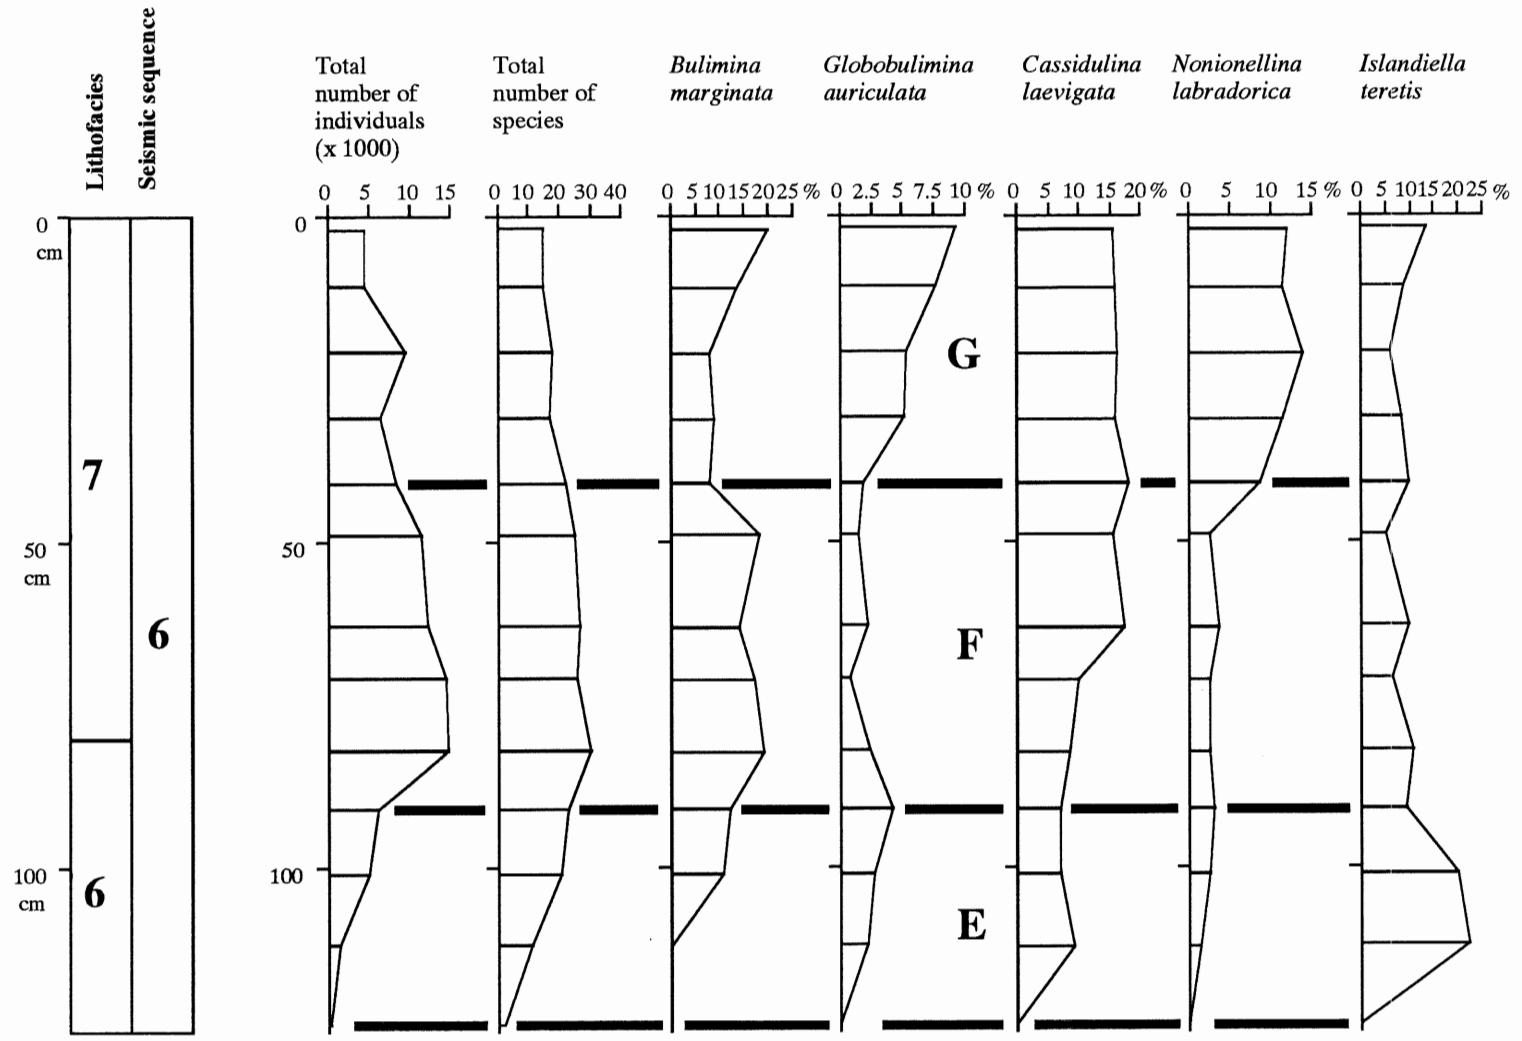 Lithofacies
Seismic sequence
Total
number of
individuals
(x 1000)
Total
number of
species
Bulimina
marginata
Globobulimina
auriculata
Cassidulina
laevigata
Nonionellina
labradorica
Islandiella
teretis
0 5 10 15
0 10 20 30 40
0 5 10 15 20 25 %
0 2.5 5 7.5 10 %
0 5 10 15 20 %
0 5 10 15 %
0 5 10 15 20 25 %
0
cm
0
G
7
50
cm
50
6
F
100
cm
100
6
E